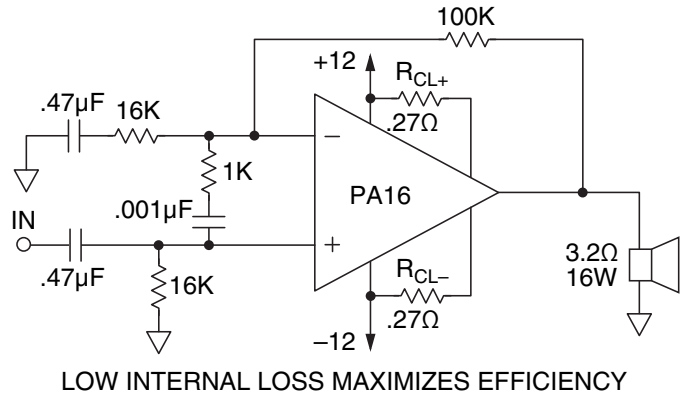 100K
+12
R_CL+
.47µF
16K
.27Ω
1K
PA16
.001µF
IN
.47µF
16K
R_CL–
.27Ω
–12
3.2Ω
16W
–
+
LOW INTERNAL LOSS MAXIMIZES EFFICIENCY